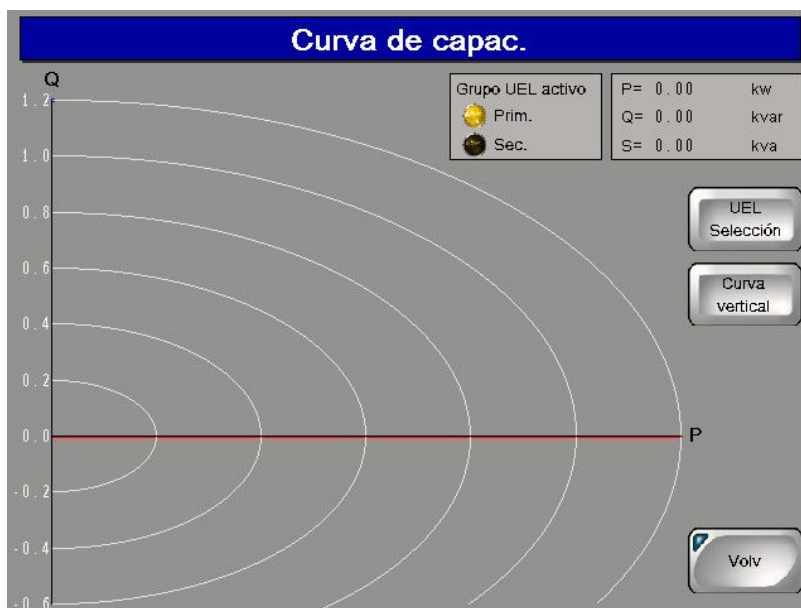 Curva de capac.
Q
Grupo UEL activo
Prim.
Sec.
P= 0.00 kw
Q= 0.00 kvar
S= 0.00 kva
1.2
1.0
0.8
0.6
0.4
0.2
0.0
-0.2
-0.4
-0.6
P
UEL
Selección
Curva
vertical
Volv